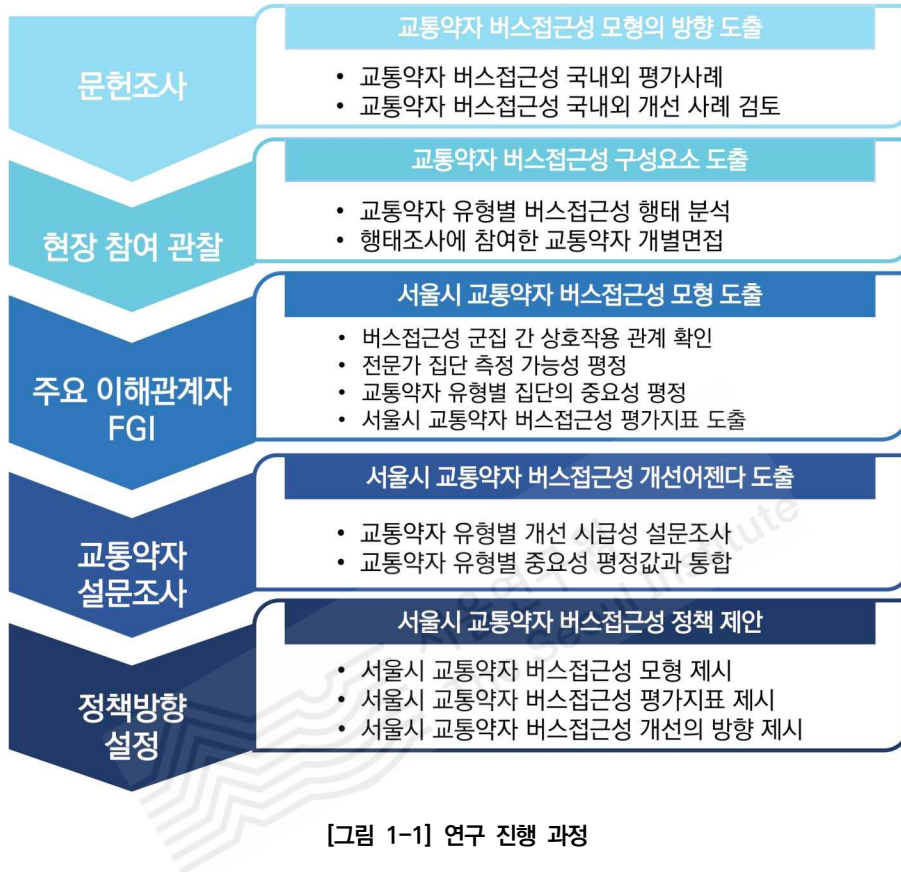 문헌조사
교통약자 버스접근성 모형의 방향 도출
• 교통약자 버스접근성 국내외 평가사례
• 교통약자 버스접근성 국내외 개선 사례 검토
현장 참여 관찰
교통약자 버스접근성 구성요소 도출
• 교통약자 유형별 버스접근성 행태 분석
• 행태조사에 참여한 교통약자 개별면접
주요 이해관계자
FGI
서울시 교통약자 버스접근성 모형 도출
• 버스접근성 군집 간 상호작용 관계 확인
• 전문가 집단 측정 가능성 평정
• 교통약자 유형별 집단의 중요성 평정
• 서울시 교통약자 버스접근성 평가지표 도출
교통약자
설문조사
서울시 교통약자 버스접근성 개선어젠다 도출
• 교통약자 유형별 개선 시급성 설문조사
• 교통약자 유형별 중요성 평정값과 통합
정책방향
설정
서울시 교통약자 버스접근성 정책 제안
• 서울시 교통약자 버스접근성 모형 제시
• 서울시 교통약자 버스접근성 평가지표 제시
• 서울시 교통약자 버스접근성 개선의 방향 제시
서울연구원
The Seoul Institute
[그림 1-1] 연구 진행 과정